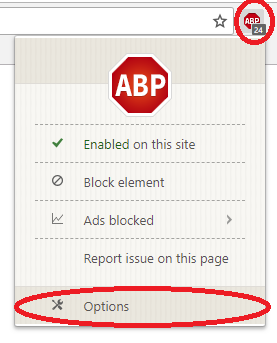 ABP
24
ABP
Enabled on this site
Block element
Ads blocked
Report issue on this page
Options